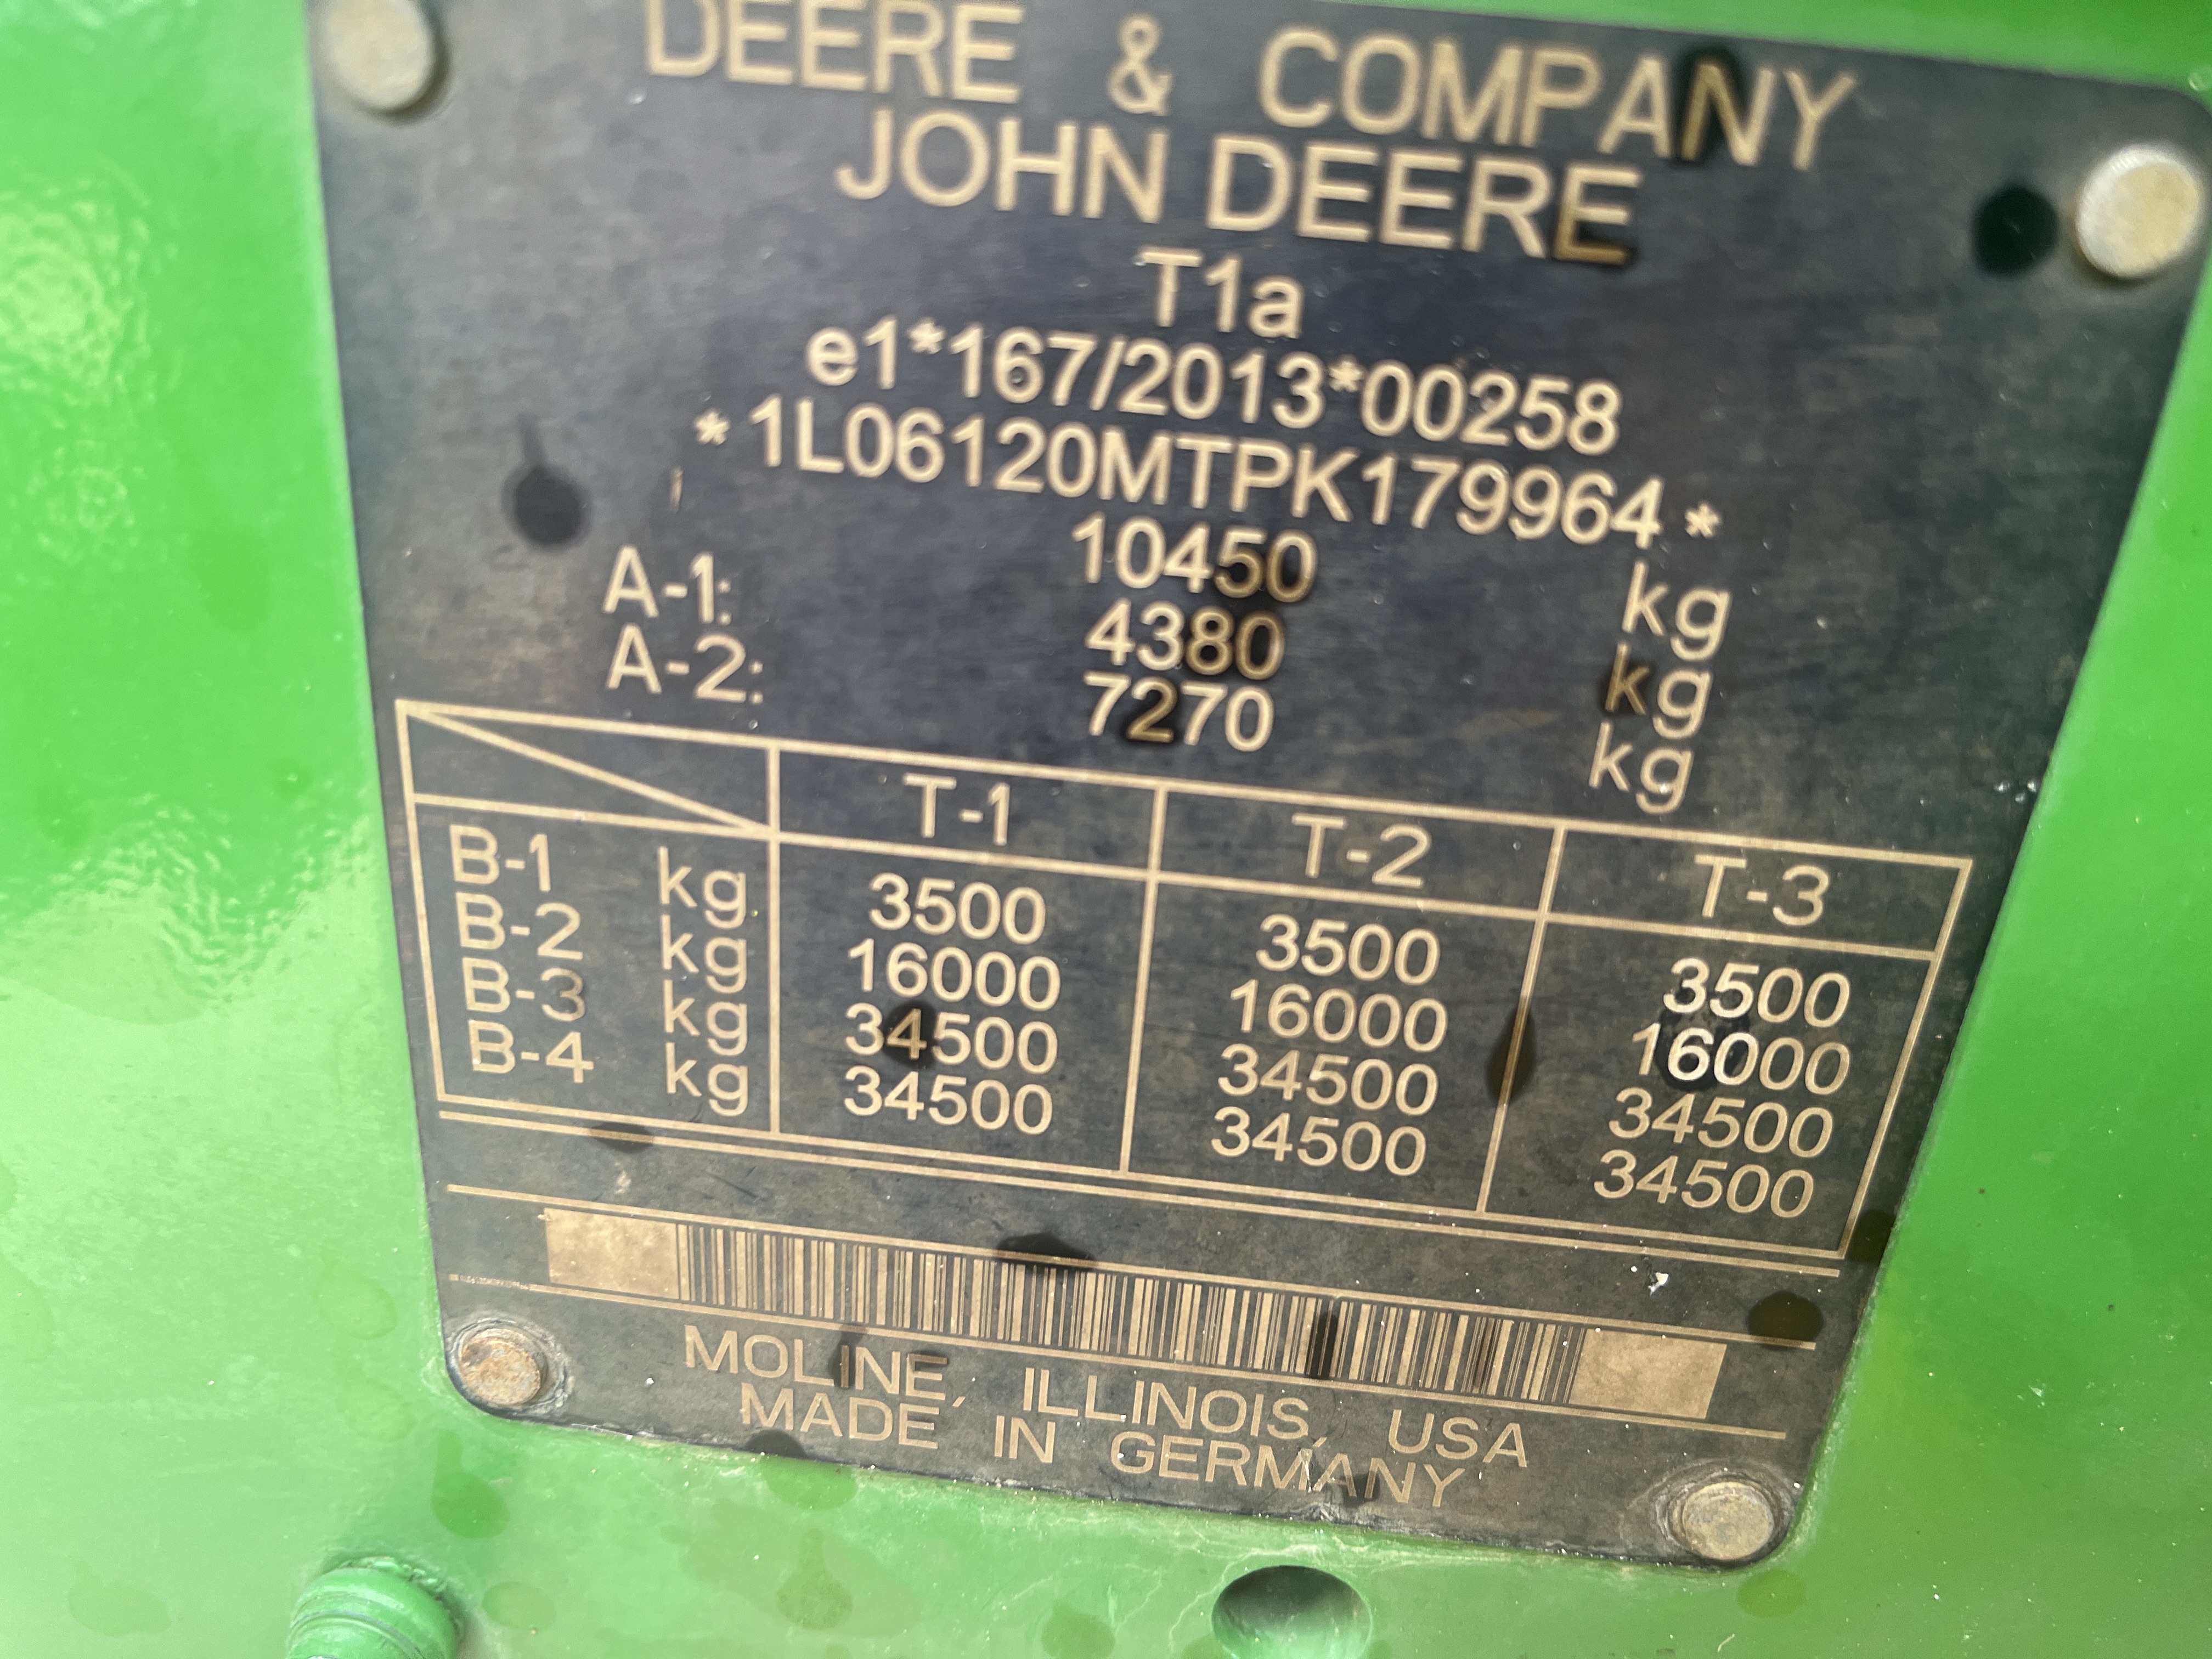 DEERE & COMPANY
JOHN DEERE
T1a
e1*167/2013*00258
*1L06120MTPK179964*
10450 kg
A-1: 4380 kg
A-2: 7270 kg
T-1 T-2 T-3
B-1 kg 3500 3500 3500
B-2 kg 16000 16000 16000
B-3 kg 34500 34500 34500
B-4 kg 34500 34500 34500
MOLINE, ILLINOIS, USA
MADE IN GERMANY